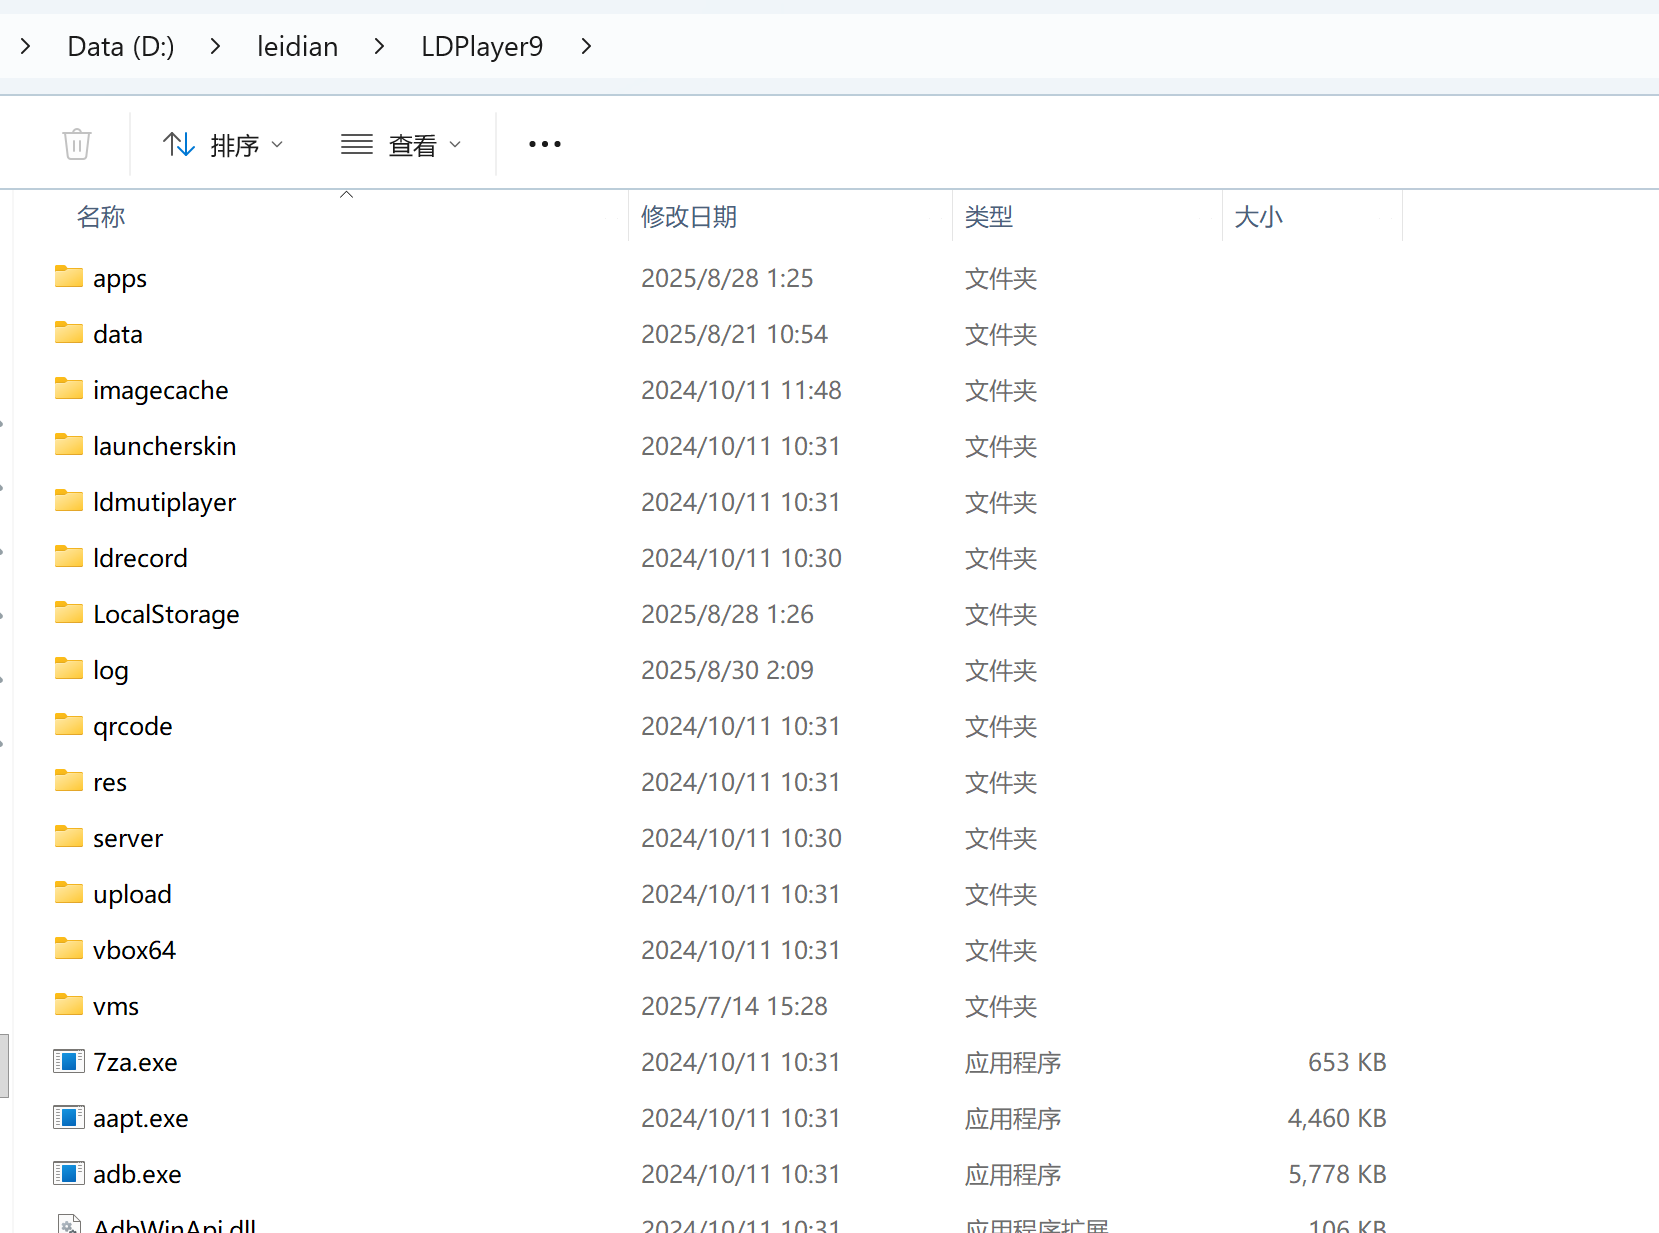 Data (D:) leidian LDPlayer9
排序 查看
名称 修改日期 类型 大小
apps 2025/8/28 1:25 文件夹
data 2025/8/21 10:54 文件夹
imagecache 2024/10/11 11:48 文件夹
launcherskin 2024/10/11 10:31 文件夹
ldmutiplayer 2024/10/11 10:31 文件夹
ldrecord 2024/10/11 10:30 文件夹
LocalStorage 2025/8/28 1:26 文件夹
log 2025/8/30 2:09 文件夹
qrcode 2024/10/11 10:31 文件夹
res 2024/10/11 10:31 文件夹
server 2024/10/11 10:30 文件夹
upload 2024/10/11 10:31 文件夹
vbox64 2024/10/11 10:31 文件夹
vms 2025/7/14 15:28 文件夹
7za.exe 2024/10/11 10:31 应用程序 653 KB
aapt.exe 2024/10/11 10:31 应用程序 4,460 KB
adb.exe 2024/10/11 10:31 应用程序 5,778 KB
AdbWinApi.dll 2024/10/11 10:31 应用程序扩展 106 KB